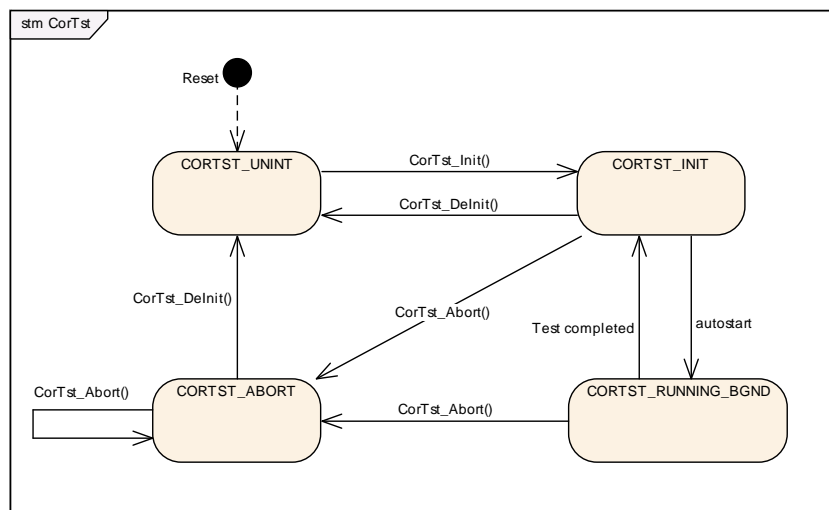 stm CorTst
Reset
CORTST_UNINT
CorTst_Init()
CORTST_INIT
CorTst_DeInit()
CorTst_DeInit()
CorTst_Abort()
Test completed
autostart
CorTst_Abort()
CORTST_ABORT
CorTst_Abort()
CORTST_RUNNING_BGND